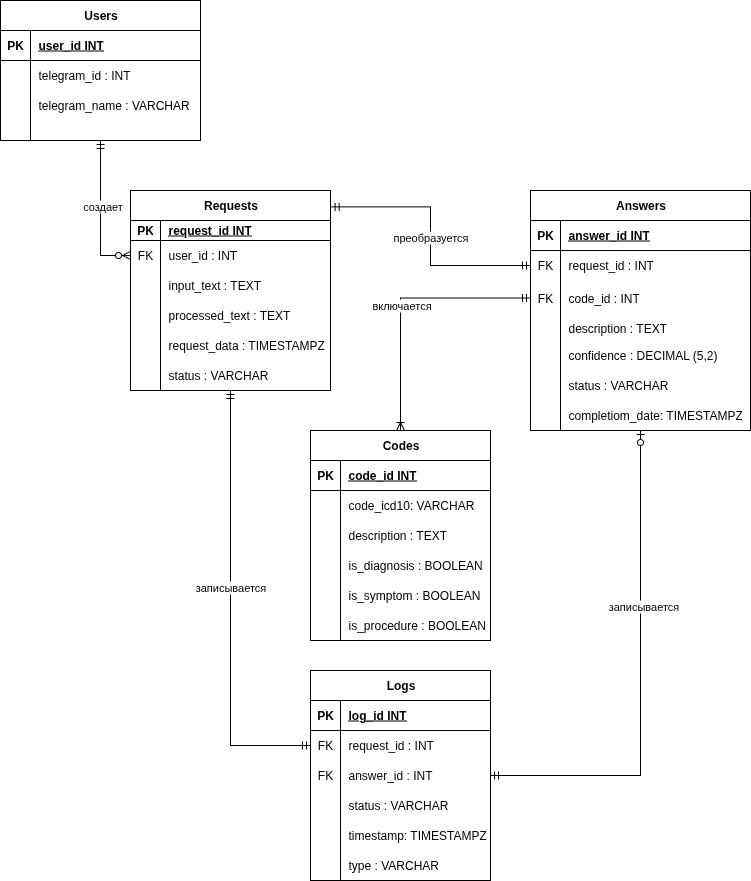 Users
PK user_id INT
telegram_id : INT
telegram_name : VARCHAR
создает
Requests
PK request_id INT
FK user_id : INT
input_text : TEXT
processed_text : TEXT
request_data : TIMESTAMPZ
status : VARCHAR
преобразуется
Answers
PK answer_id INT
FK request_id : INT
FK code_id : INT
description : TEXT
confidence : DECIMAL (5,2)
status : VARCHAR
completiom_date: TIMESTAMPZ
включается
Codes
PK code_id INT
code_icd10: VARCHAR
description : TEXT
is_diagnosis : BOOLEAN
is_symptom : BOOLEAN
is_procedure : BOOLEAN
записывается
записывается
Logs
PK log_id INT
FK request_id : INT
FK answer_id : INT
status : VARCHAR
timestamp: TIMESTAMPZ
type : VARCHAR